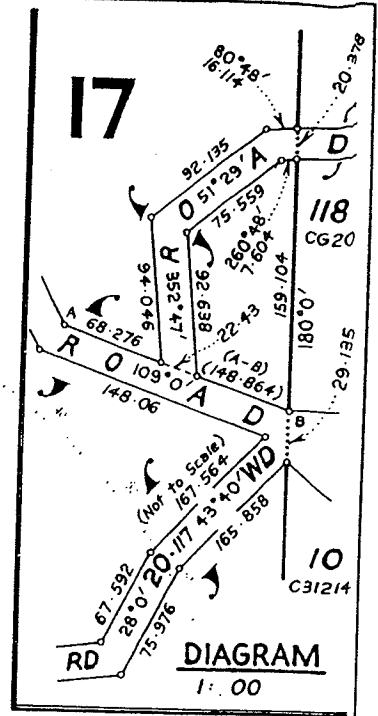 17
80°48'
16·114
20·378
92·135
ROAD
51°29'
75·559
118
CG20
260°48'
7·604
94·046
352°47'
92·638
159·104
180°0'
22·43
A
68·276
(A-B)
(148·864)
29·135
ROAD
109°0'
B
148·06
(Not to Scale)
167·564
43°40'
WD
20·117
165·858
10
C31214
67·592
28°0'
75·976
RD
DIAGRAM
1: 00